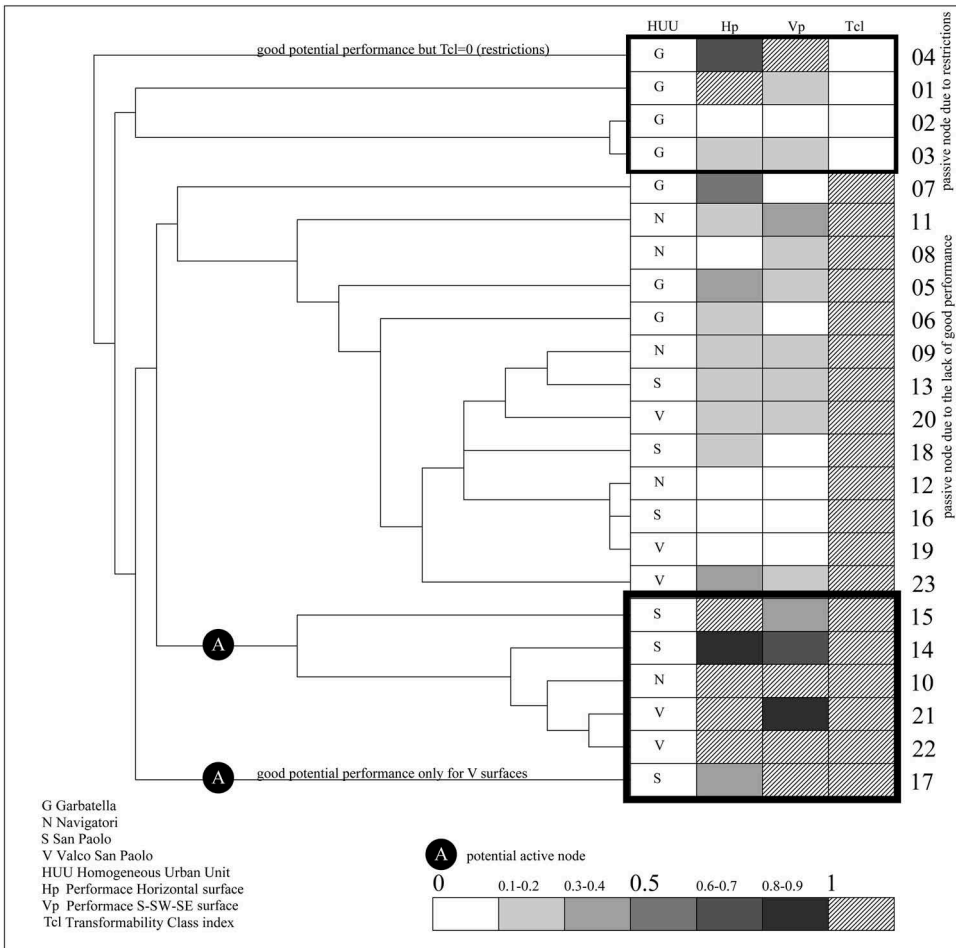 HUU Hp Vp Tcl
good potential performance but Tcl=0 (restrictions)
G 04
G 01
G 02
G 03
G 07
N 11
N 08
G 05
G 06
N 09
S 13
V 20
S 18
N 12
S 16
V 19
V 23
S 15
A
S 14
N 10
V 21
V 22
A good potential performance only for V surfaces S 17
passive node due to restrictions
passive node due to the lack of good performance
G Garbatella
N Navigatori
S San Paolo
V Valco San Paolo
HUU Homogeneous Urban Unit
Hp Performace Horizontal surface
Vp Performace S-SW-SE surface
Tcl Transformability Class index
A potential active node
0 0.1-0.2 0.3-0.4 0.5 0.6-0.7 0.8-0.9 1